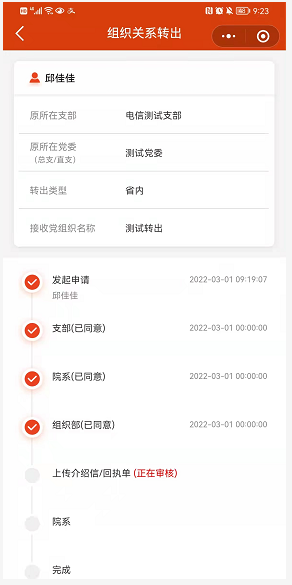 9:23
组织关系转出
邱佳佳
原所在支部 电信测试支部
原所在党委 测试党委
(总支/直支)
转出类型 省内
接收党组织名称 测试转出
发起申请 2022-03-01 09:19:07
邱佳佳
支部(已同意) 2022-03-01 00:00:00
院系(已同意) 2022-03-01 00:00:00
组织部(已同意) 2022-03-01 00:00:00
上传介绍信/回执单 (正在审核)
院系
完成